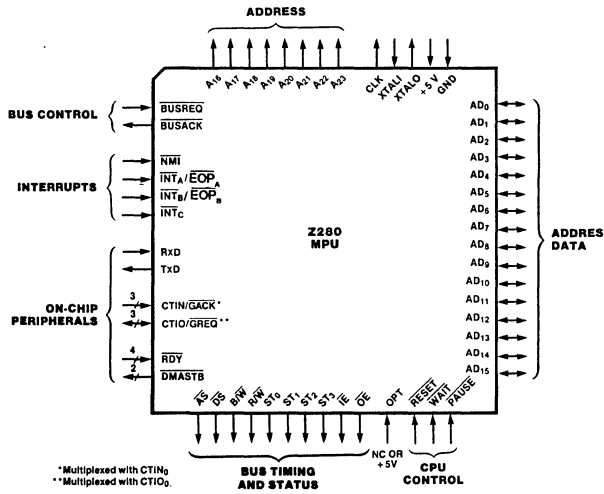 ADDRESS
A16 A17 A18 A19 A20 A21 A22 A23
CLK XTALI XTALO +5 V GND
BUS CONTROL
BUSREQ
BUSACK
INTERRUPTS
NMI
INTA/EOPA
INTB/EOPB
INTC
ON-CHIP
PERIPHERALS
RxD
TxD
3 CTIN/GACK*
3 CTIO/GREQ**
4 RDY
2 DMASTB
Z280
MPU
AD0
AD1
AD2
AD3
AD4
AD5
AD6
AD7
AD8
AD9
AD10
AD11
AD12
AD13
AD14
AD15
ADDRES
DATA
AS DS B/W R/W ST0 ST1 ST2 ST3 IE OE OPT RESET WAIT PAUSE
NC OR
+5V
BUS TIMING
AND STATUS
CPU
CONTROL
*Multiplexed with CTIN0
**Multiplexed with CTIO0.